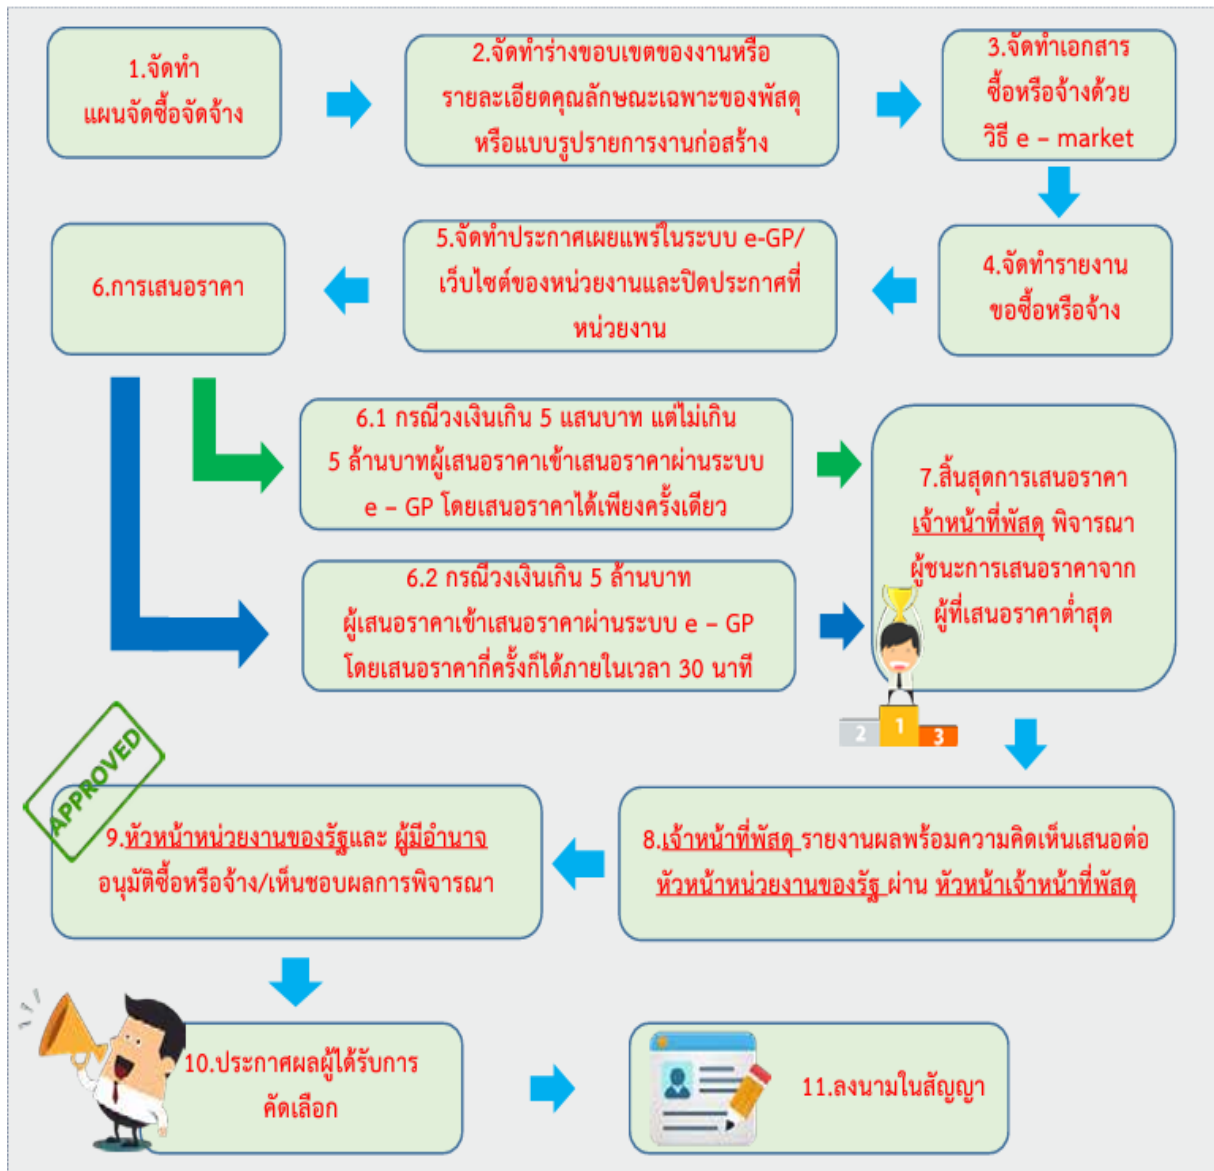 1.จัดทำ
แผนจัดซื้อจัดจ้าง
2.จัดทำร่างขอบเขตของงานหรือ
รายละเอียดคุณลักษณะเฉพาะของพัสดุ
หรือแบบรูปรายการงานก่อสร้าง
3.จัดทำเอกสาร
ซื้อหรือจ้างด้วย
วิธี e – market
4.จัดทำรายงาน
ขอซื้อหรือจ้าง
5.จัดทำประกาศเผยแพร่ในระบบ e-GP/
เว็บไซต์ของหน่วยงานและปิดประกาศที่
หน่วยงาน
6.การเสนอราคา
6.1 กรณีวงเงินเกิน 5 แสนบาท แต่ไม่เกิน
5 ล้านบาทผู้เสนอราคาเข้าเสนอราคาผ่านระบบ
e – GP โดยเสนอราคาได้เพียงครั้งเดียว
6.2 กรณีวงเงินเกิน 5 ล้านบาท
ผู้เสนอราคาเข้าเสนอราคาผ่านระบบ e – GP
โดยเสนอราคากี่ครั้งก็ได้ภายในเวลา 30 นาที
7.สิ้นสุดการเสนอราคา
เจ้าหน้าที่พัสดุ พิจารณา
ผู้ชนะการเสนอราคาจาก
ผู้ที่เสนอราคาต่ำสุด
2 1 3
8.เจ้าหน้าที่พัสดุ รายงานผลพร้อมความคิดเห็นเสนอต่อ
หัวหน้าหน่วยงานของรัฐ ผ่าน หัวหน้าเจ้าหน้าที่พัสดุ
APPROVED
9.หัวหน้าหน่วยงานของรัฐและ ผู้มีอำนาจ
อนุมัติซื้อหรือจ้าง/เห็นชอบผลการพิจารณา
10.ประกาศผลผู้ได้รับการ
คัดเลือก
11.ลงนามในสัญญา